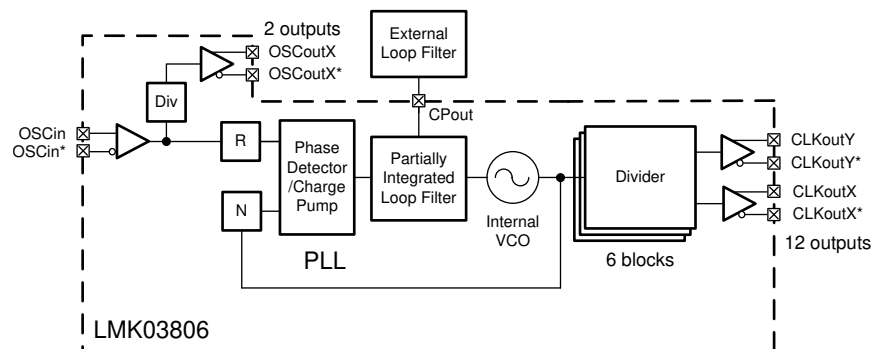 2 outputs
OSCoutX
OSCoutX*
External
Loop Filter
Div
CPout
OSCin
OSCin*
R
N
Phase
Detector
/Charge
Pump
Partially
Integrated
Loop Filter
Internal
VCO
Divider
CLKoutY
CLKoutY*
CLKoutX
CLKoutX*
12 outputs
6 blocks
PLL
LMK03806